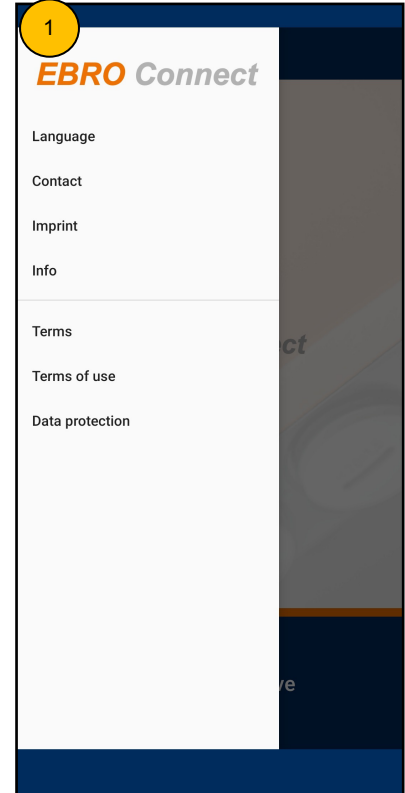 1
EBRO Connect
Language
Contact
Imprint
Info
Terms
Terms of use
Data protection